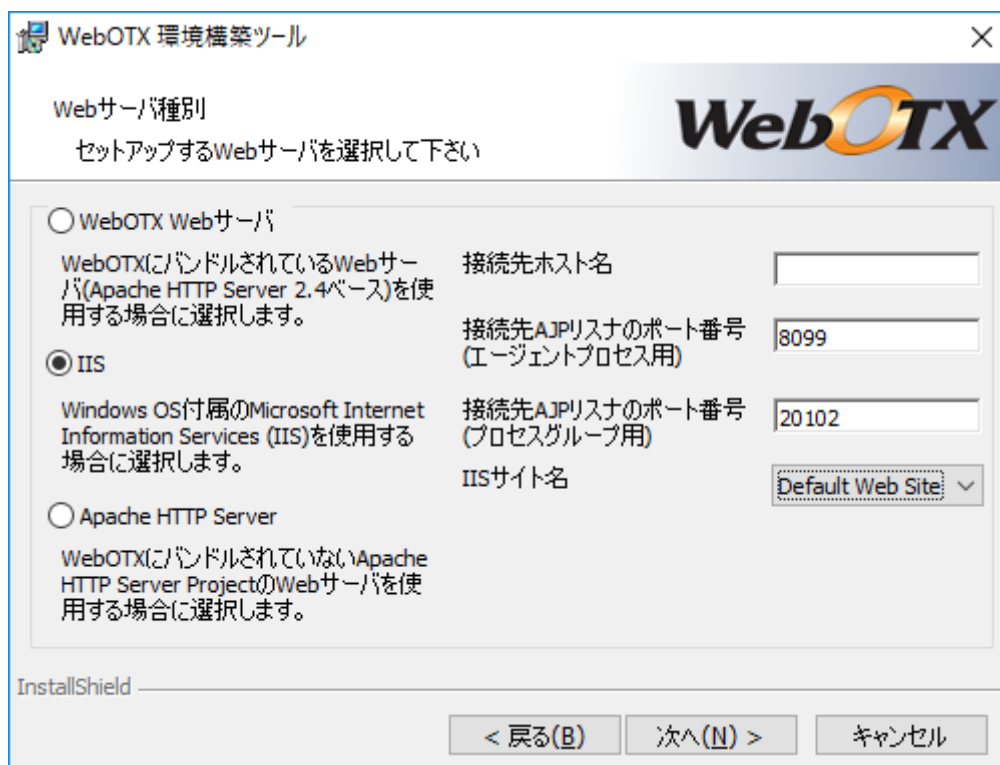 WebOTX 環境構築ツール
Webサーバ種別
セットアップするWebサーバを選択して下さい
WebOTX
WebOTX Webサーバ
WebOTXにバンドルされているWebサー
バ(Apache HTTP Server 2.4ベース)を使
用する場合に選択します。
IIS
Windows OS付属のMicrosoft Internet
Information Services (IIS)を使用する
場合に選択します。
Apache HTTP Server
WebOTXにバンドルされていないApache
HTTP Server ProjectのWebサーバを使
用する場合に選択します。
接続先ホスト名
接続先AJPリスナのポート番号
(エージェントプロセス用)
8099
接続先AJPリスナのポート番号
(プロセスグループ用)
20102
IISサイト名
Default Web Site
InstallShield
< 戻る(B)
次へ(N) >
キャンセル